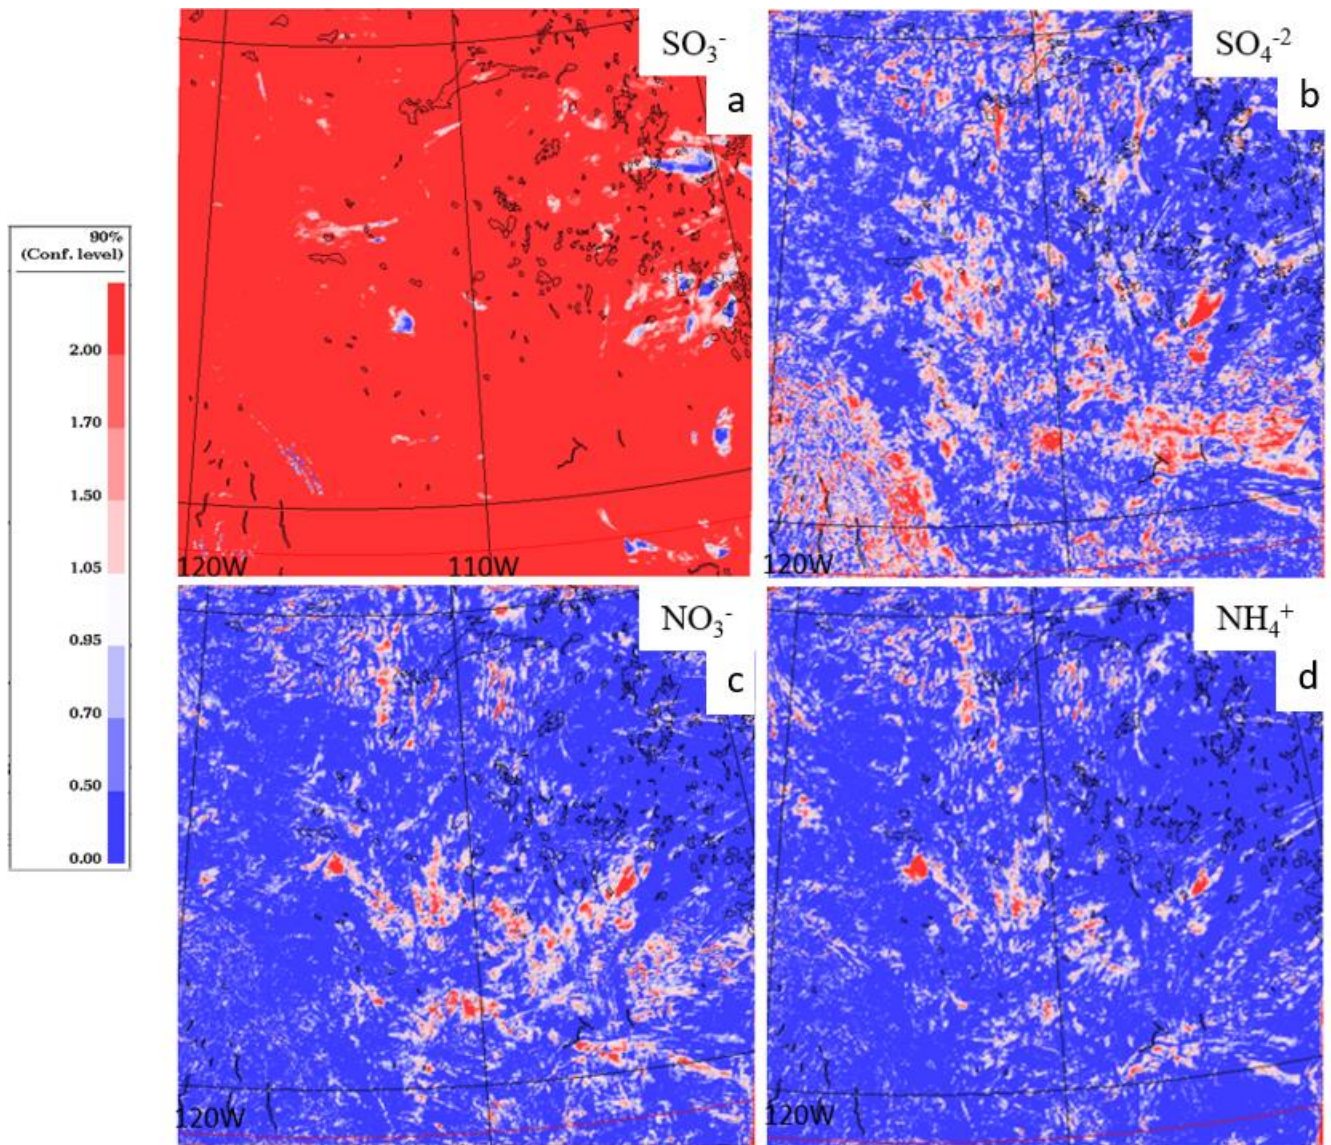 SO₃⁻
a
SO₄⁻²
b
90%
(Conf. level)
2.00
1.70
1.50
1.05
0.95
0.70
0.50
0.00
120W
110W
120W
NO₃⁻
c
NH₄⁺
d
120W
120W